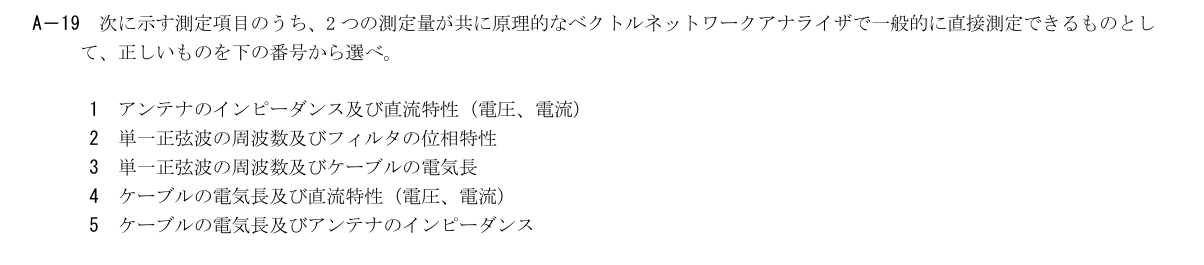 A－19 次に示す測定項目のうち、2 つの測定量が共に原理的なベクトルネットワークアナライザで一般的に直接測定できるものとし
て、正しいものを下の番号から選べ。
1 アンテナのインピーダンス及び直流特性（電圧、電流）
2 単一正弦波の周波数及びフィルタの位相特性
3 単一正弦波の周波数及びケーブルの電気長
4 ケーブルの電気長及び直流特性（電圧、電流）
5 ケーブルの電気長及びアンテナのインピーダンス